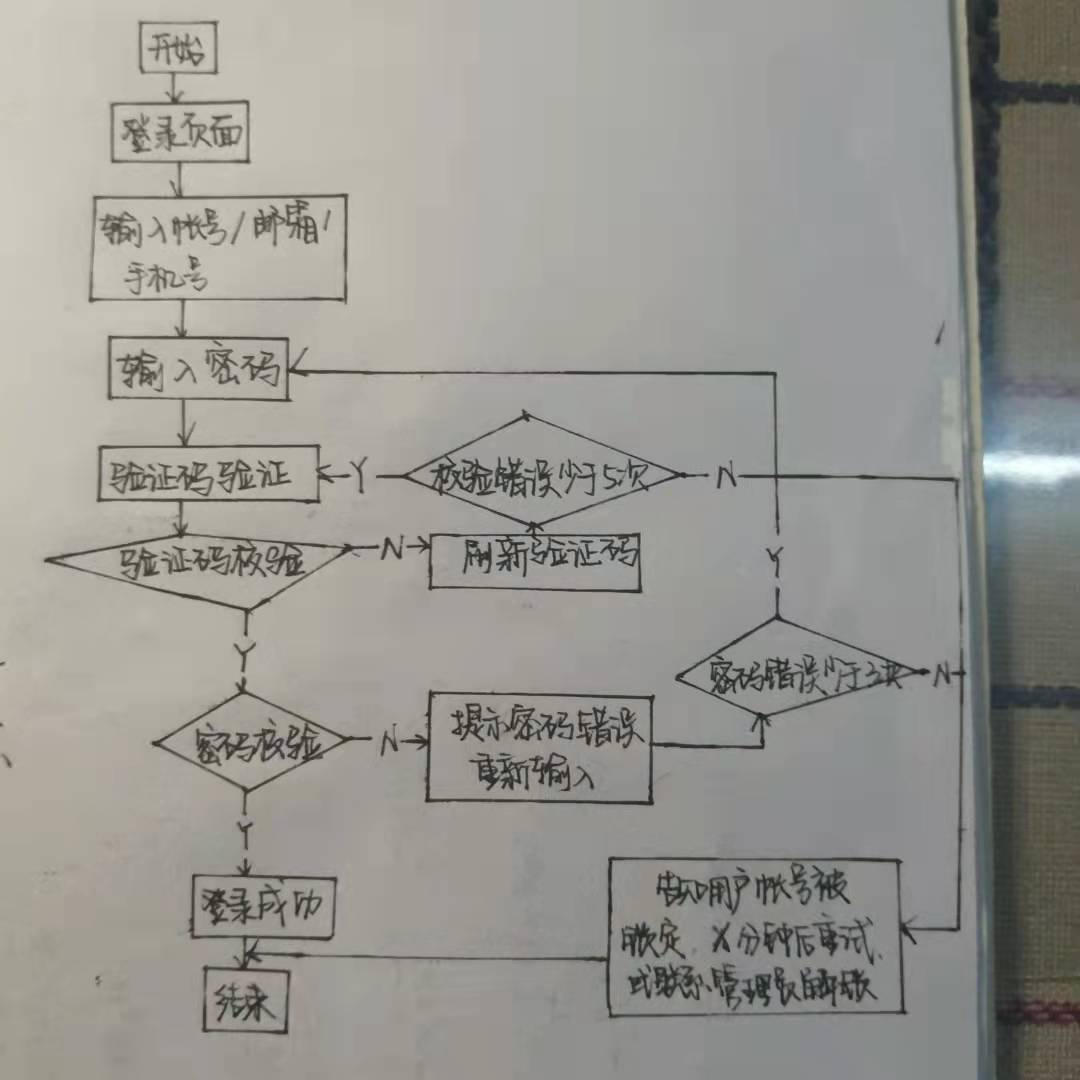 开始
登录页面
输入帐号/邮箱/
手机号
输入密码
验证码验证
Y
校验错误少于5次
N
验证码核验
N
刷新验证码
Y
Y
密码错误少于3次
N
密码核验
N
提示密码错误
重新输入
Y
登录成功
告知用户帐号被
锁定，X分钟后重试，
或联系管理员解锁
结束